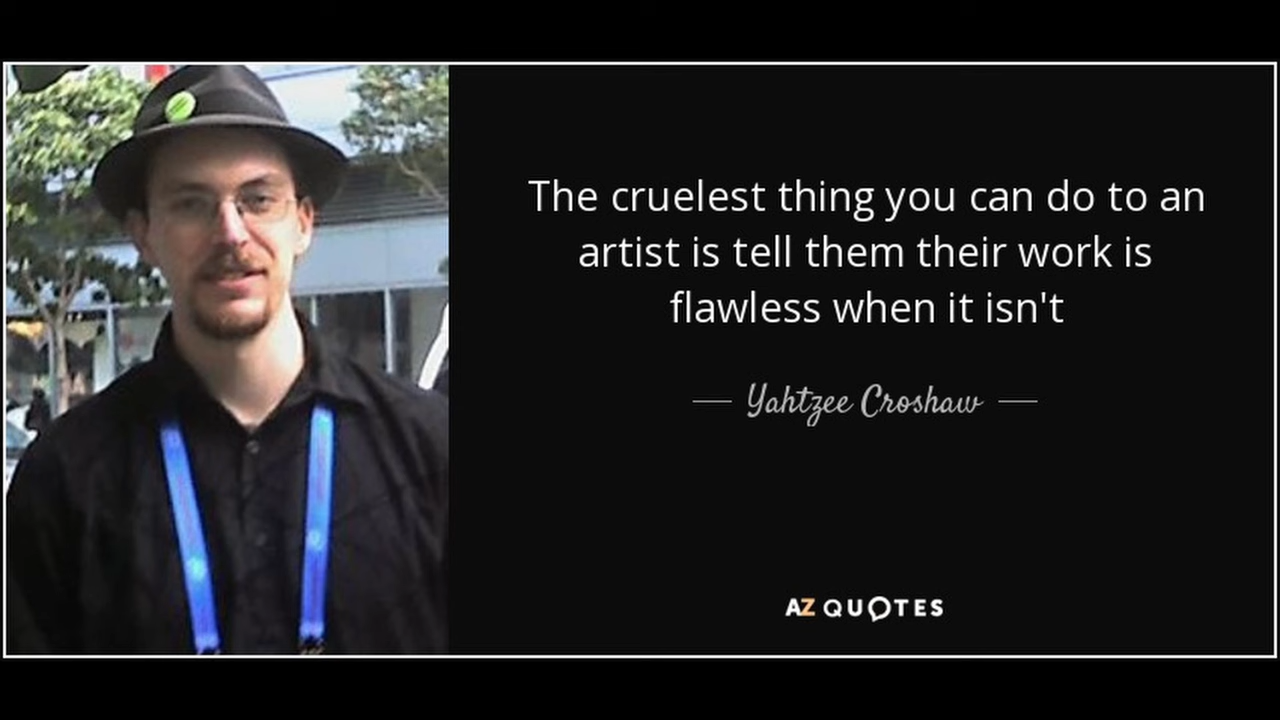 The cruelest thing you can do to an
artist is tell them their work is
flawless when it isn't
— Yahtzee Croshaw —
AZ QUOTES